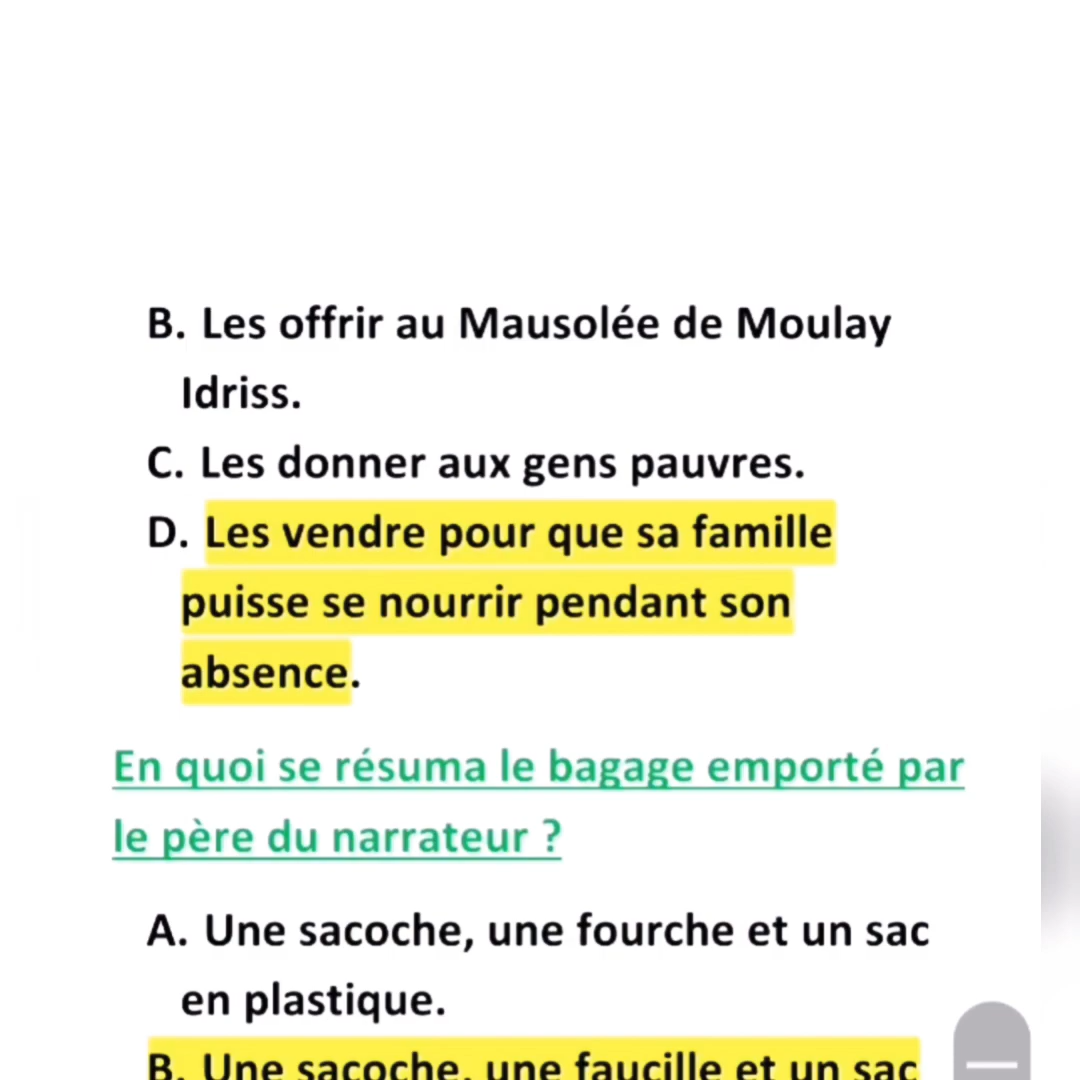 B. Les offrir au Mausolée de Moulay
Idriss.
C. Les donner aux gens pauvres.
D. Les vendre pour que sa famille
puisse se nourrir pendant son
absence.
En quoi se résuma le bagage emporté par
le père du narrateur ?
A. Une sacoche, une fourche et un sac
en plastique.
B. Une sacoche, une faucille et un sac